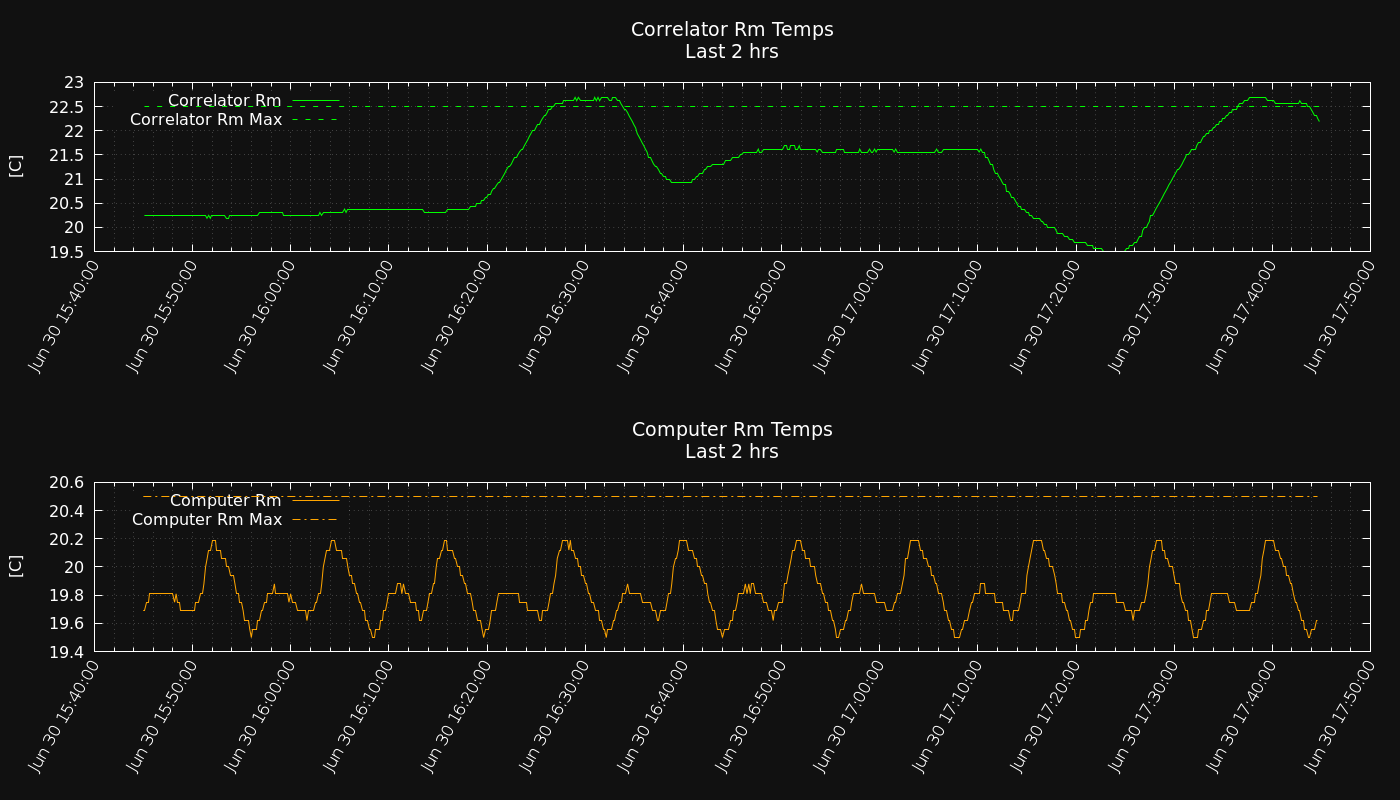 Correlator Rm Temps
Last 2 hrs
[C]
23
22.5
22
21.5
21
20.5
20
19.5
Correlator Rm
Correlator Rm Max
Jun 30 15:40:00
Jun 30 15:50:00
Jun 30 16:00:00
Jun 30 16:10:00
Jun 30 16:20:00
Jun 30 16:30:00
Jun 30 16:40:00
Jun 30 16:50:00
Jun 30 17:00:00
Jun 30 17:10:00
Jun 30 17:20:00
Jun 30 17:30:00
Jun 30 17:40:00
Jun 30 17:50:00
Computer Rm Temps
Last 2 hrs
[C]
20.6
20.4
20.2
20
19.8
19.6
19.4
Computer Rm
Computer Rm Max
Jun 30 15:40:00
Jun 30 15:50:00
Jun 30 16:00:00
Jun 30 16:10:00
Jun 30 16:20:00
Jun 30 16:30:00
Jun 30 16:40:00
Jun 30 16:50:00
Jun 30 17:00:00
Jun 30 17:10:00
Jun 30 17:20:00
Jun 30 17:30:00
Jun 30 17:40:00
Jun 30 17:50:00